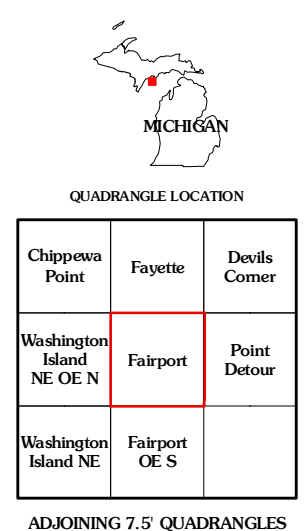 MICHIGAN
QUADRANGLE LOCATION
Chippewa
Point
Fayette
Devils
Corner
Washington
Island
NE OE N
Fairport
Point
Detour
Washington
Island NE
Fairport
OE S
ADJOINING 7.5' QUADRANGLES